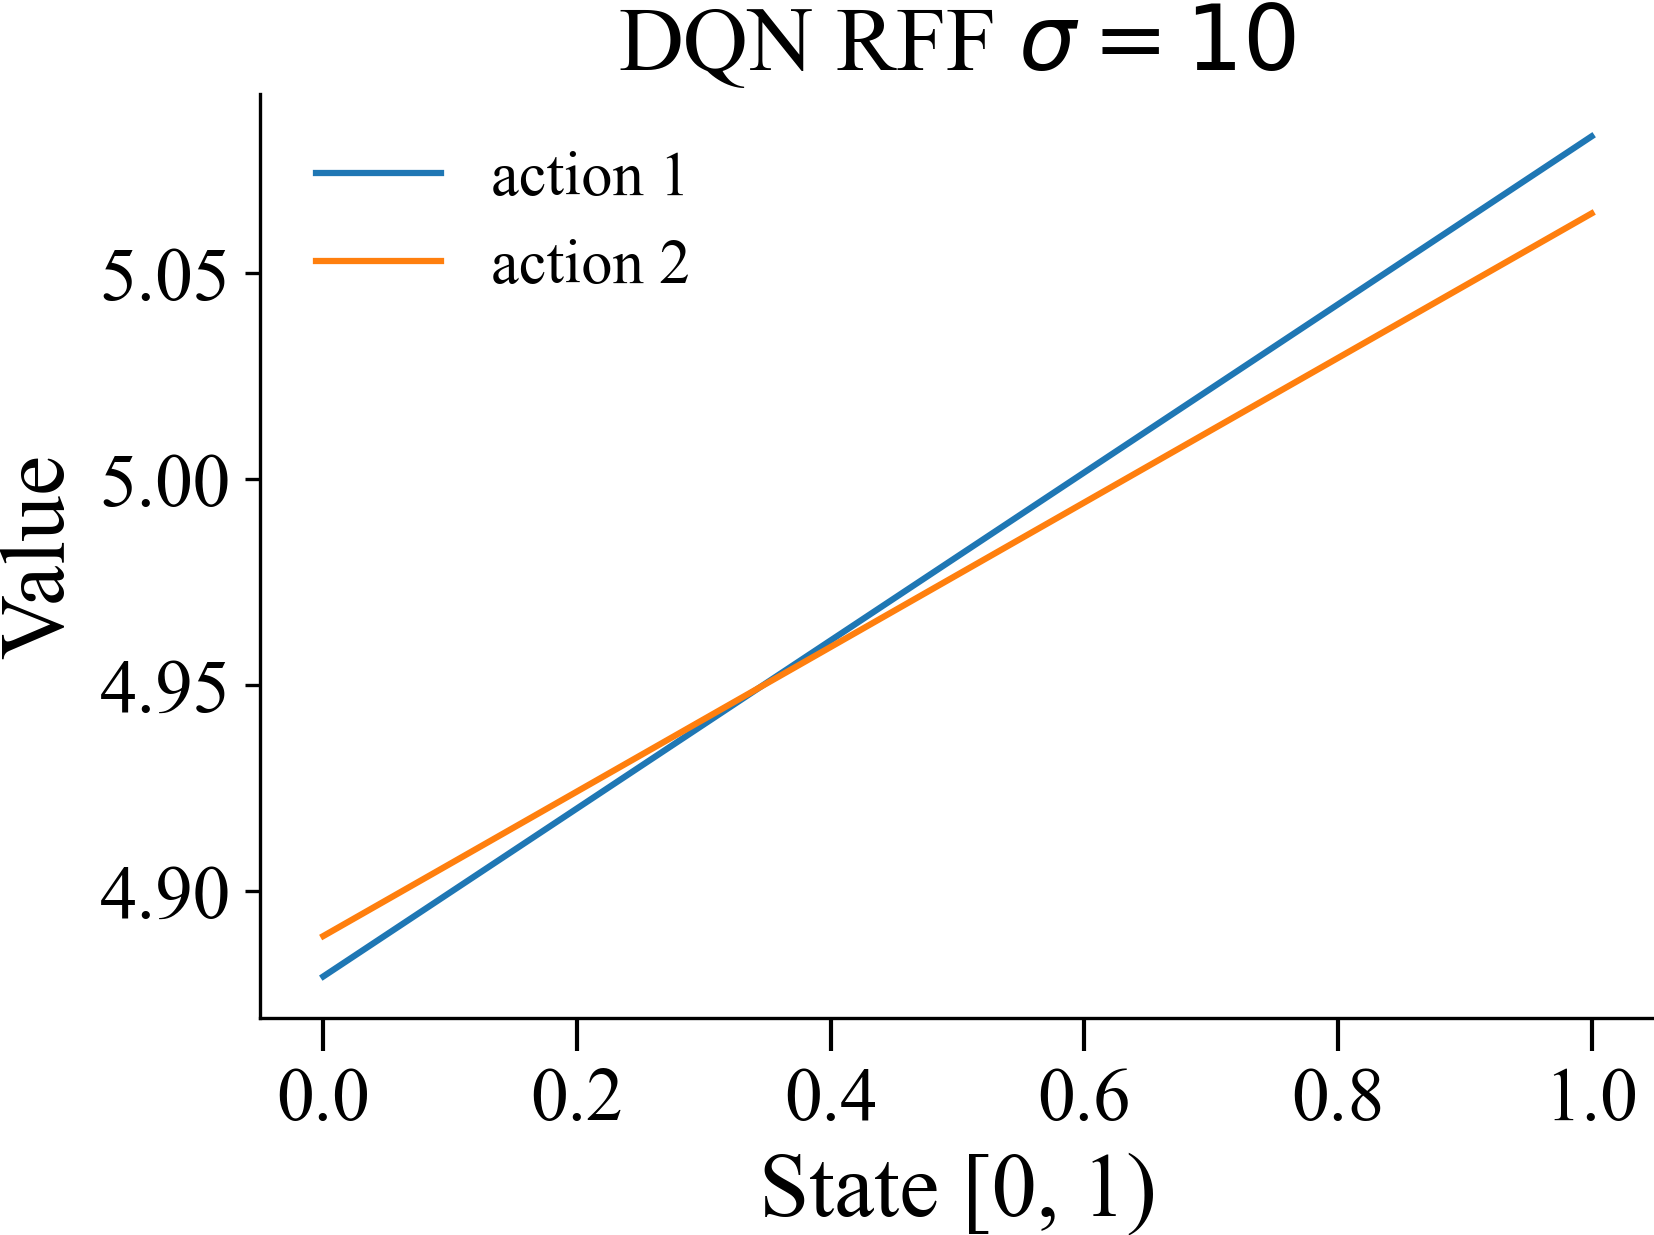 DQN RFF σ = 10
action 1
action 2
Value
5.05
5.00
4.95
4.90
0.0 0.2 0.4 0.6 0.8 1.0
State [0, 1)